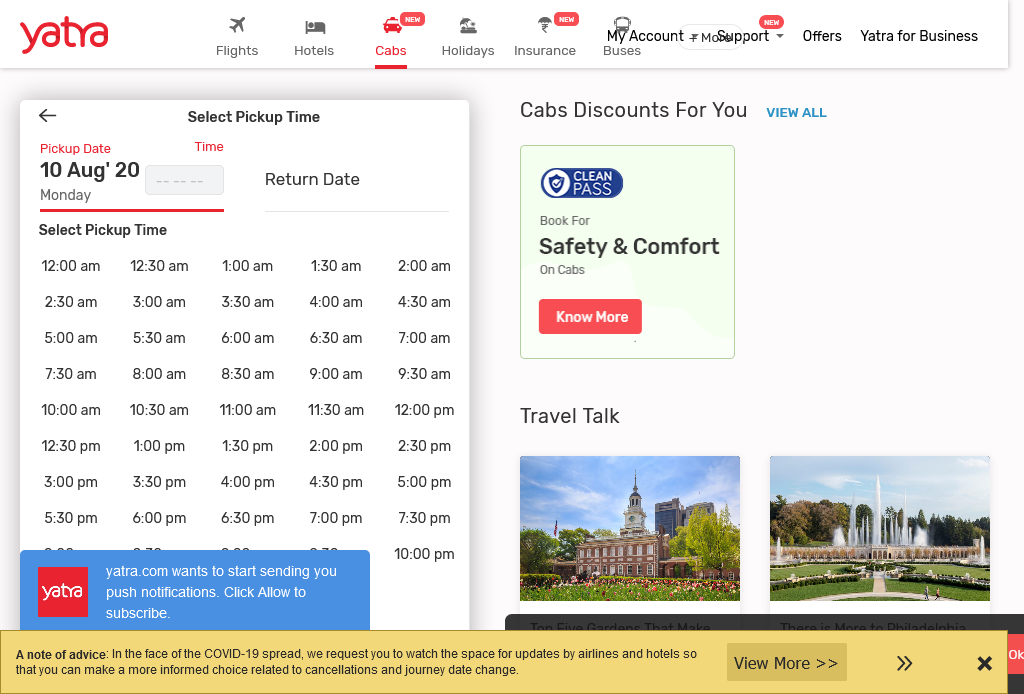 yatra
Flights
Hotels
NEW
Cabs
Holidays
NEW
Insurance
Buses
My Account
More
NEW
Support
Offers
Yatra for Business
Select Pickup Time
Pickup Date
Time
10 Aug' 20
-- -- --
Monday
Return Date
Select Pickup Time
12:00 am 12:30 am 1:00 am 1:30 am 2:00 am
2:30 am 3:00 am 3:30 am 4:00 am 4:30 am
5:00 am 5:30 am 6:00 am 6:30 am 7:00 am
7:30 am 8:00 am 8:30 am 9:00 am 9:30 am
10:00 am 10:30 am 11:00 am 11:30 am 12:00 pm
12:30 pm 1:00 pm 1:30 pm 2:00 pm 2:30 pm
3:00 pm 3:30 pm 4:00 pm 4:30 pm 5:00 pm
5:30 pm 6:00 pm 6:30 pm 7:00 pm 7:30 pm
10:00 pm
Cabs Discounts For You VIEW ALL
CLEAN
PASS
Book For
Safety & Comfort
On Cabs
Know More
Travel Talk
Top Five Gardens That Make
There is More to Philadelphia
yatra
yatra.com wants to start sending you
push notifications. Click Allow to
subscribe.
A note of advice: In the face of the COVID-19 spread, we request you to watch the space for updates by airlines and hotels so
that you can make a more informed choice related to cancellations and journey date change.
View More >>
Ok